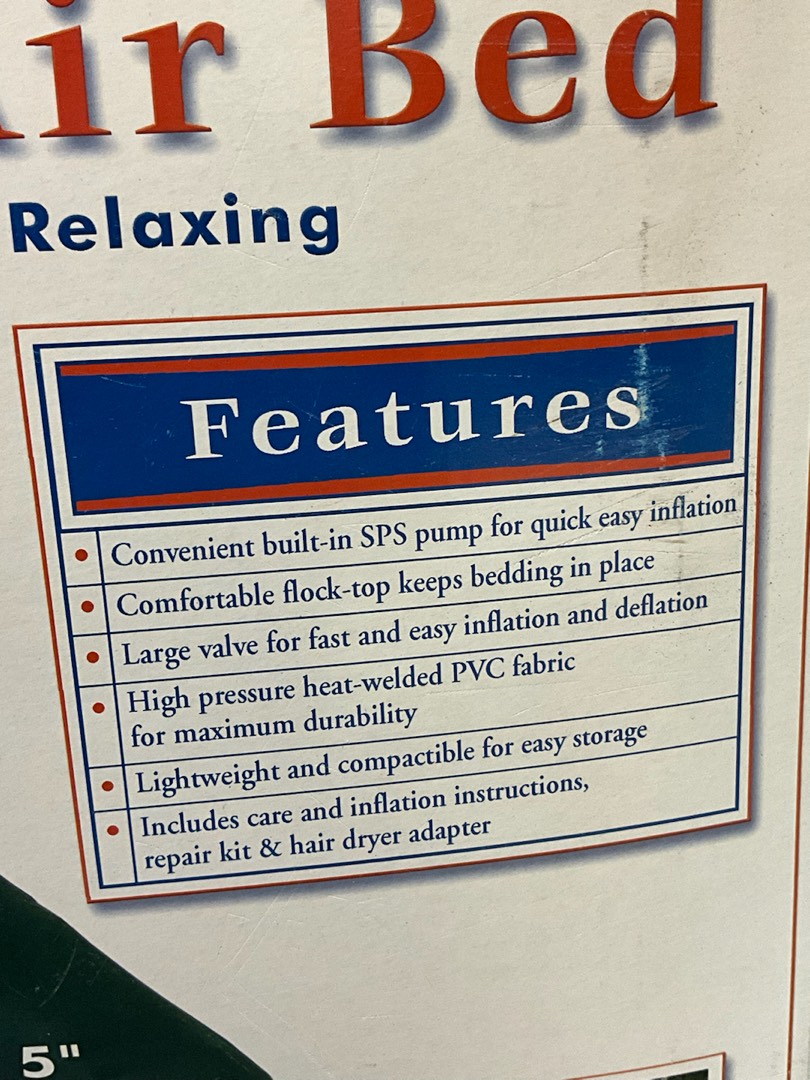 Air Bed
Relaxing
Features
• Convenient built-in SPS pump for quick easy inflation
• Comfortable flock-top keeps bedding in place
• Large valve for fast and easy inflation and deflation
• High pressure heat-welded PVC fabric
for maximum durability
• Lightweight and compactible for easy storage
• Includes care and inflation instructions,
repair kit & hair dryer adapter
5"